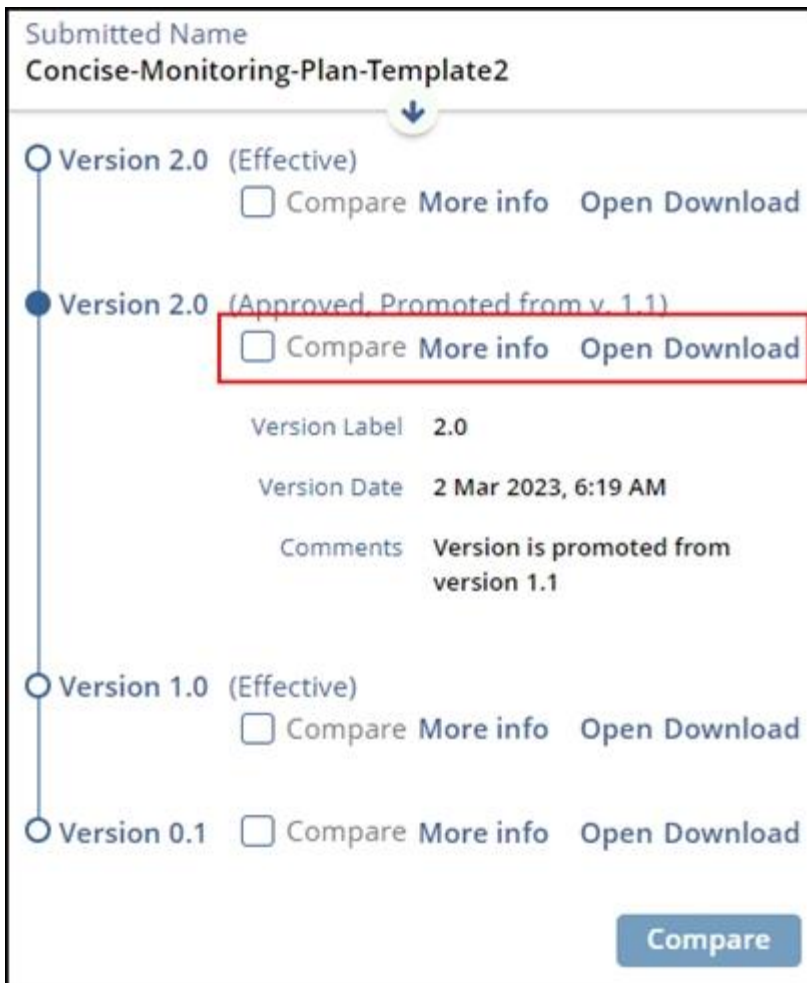 Submitted Name
Concise-Monitoring-Plan-Template2
Version 2.0 (Effective)
Compare More info Open Download
Version 2.0 (Approved, Promoted from v. 1.1)
Compare More info Open Download
Version Label 2.0
Version Date 2 Mar 2023, 6:19 AM
Comments Version is promoted from
version 1.1
Version 1.0 (Effective)
Compare More info Open Download
Version 0.1 Compare More info Open Download
Compare